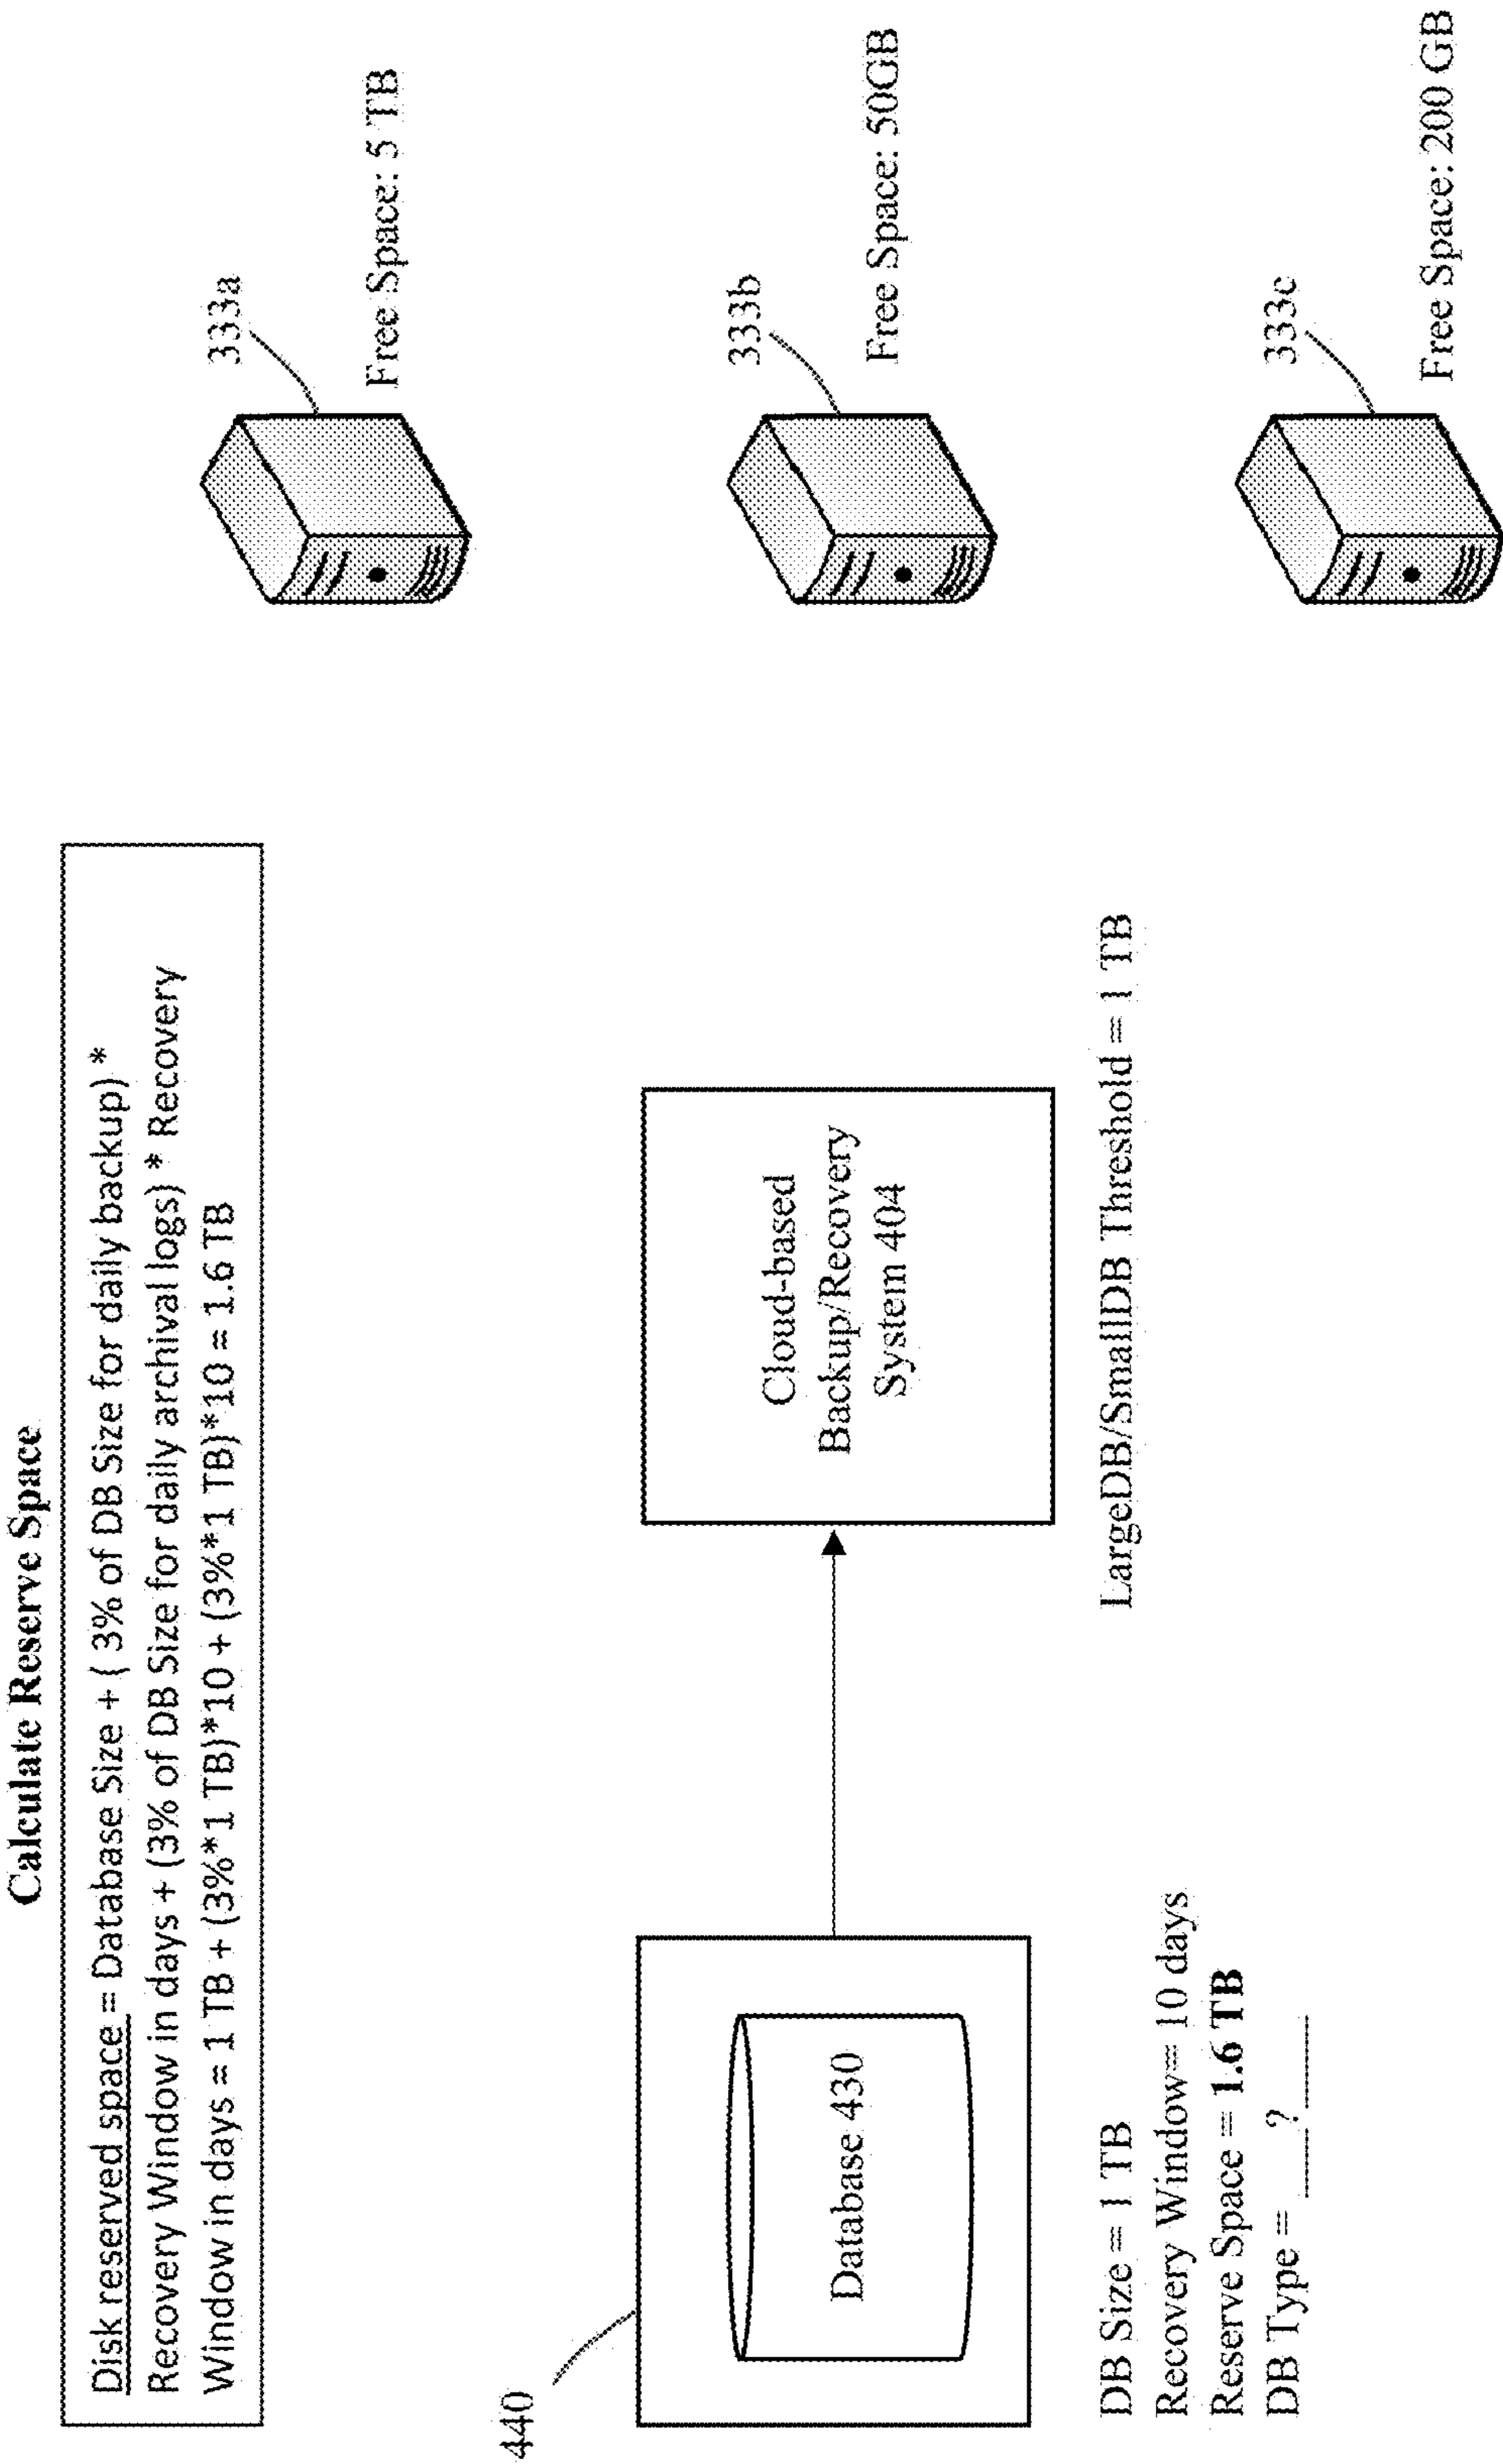 Calculate Reserve Space
Disk reserved space = Database Size + ( 3% of DB Size for daily backup) *
Recovery Window in days + (3% of DB Size for daily archival logs) * Recovery
Window in days = 1 TB + (3%*1 TB)*10 + (3%*1 TB)*10 = 1.6 TB
440
Database 430
DB Size = 1 TB
Recovery Window= 10 days
Reserve Space = 1.6 TB
DB Type = ___?______
Cloud-based
Backup/Recovery
System 404
LargeDB/SmallDB Threshold = 1 TB
333a
Free Space: 5 TB
333b
Free Space: 50GB
333c
Free Space: 200 GB